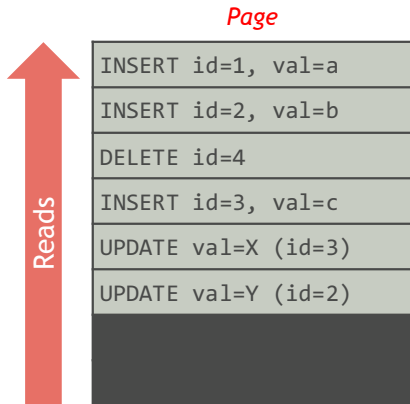 Page
INSERT id=1, val=a
INSERT id=2, val=b
DELETE id=4
INSERT id=3, val=c
UPDATE val=X (id=3)
UPDATE val=Y (id=2)
Reads